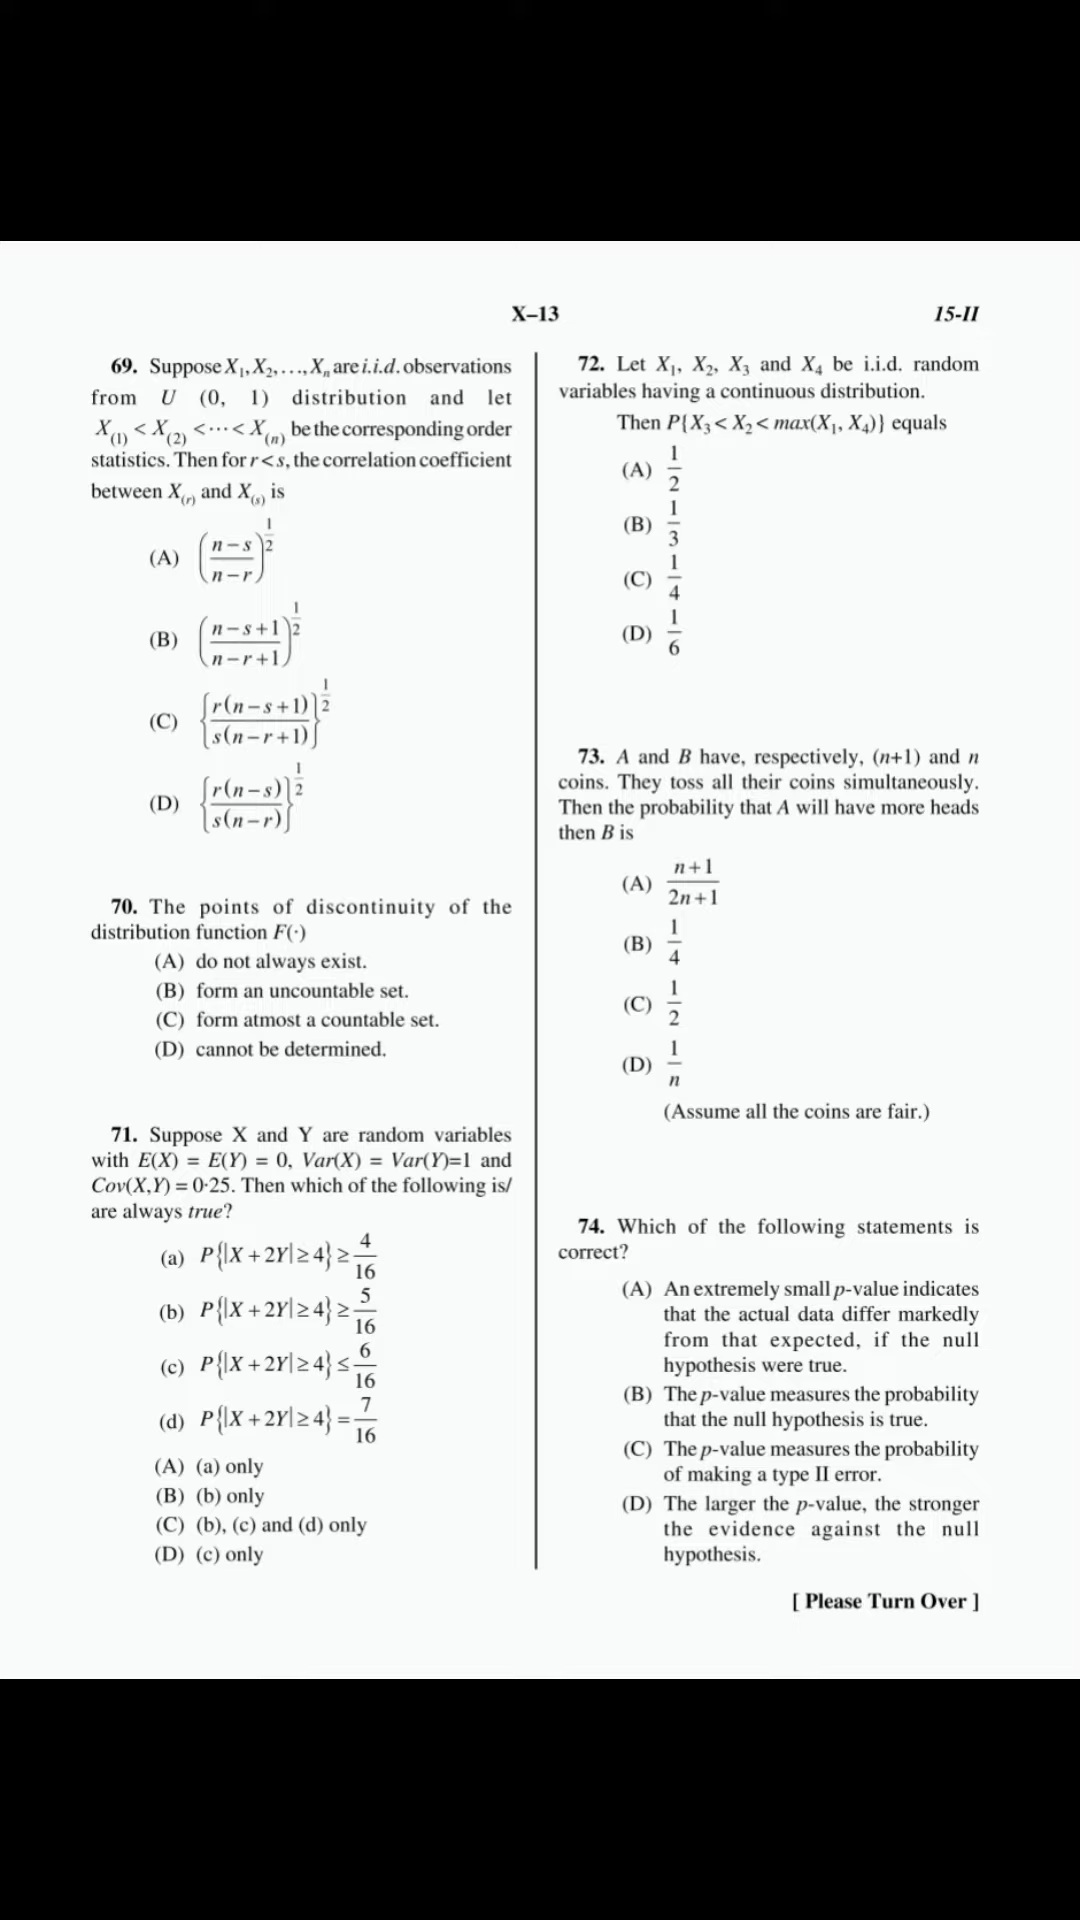 X–13
15-II
69. Suppose X₁, X₂,…, Xₙ are i.i.d. observations
from U (0, 1) distribution and let
X₍₁₎ < X₍₂₎ <⋯< X₍ₙ₎ be the corresponding order
statistics. Then for r < s, the correlation coefficient
between X₍ᵣ₎ and X₍ₛ₎ is
(A) ((n−s)/(n−r))^(1/2)
(B) ((n−s+1)/(n−r+1))^(1/2)
(C) {r(n−s+1)/s(n−r+1)}^(1/2)
(D) {r(n−s)/s(n−r)}^(1/2)
70. The points of discontinuity of the
distribution function F(·)
(A) do not always exist.
(B) form an uncountable set.
(C) form atmost a countable set.
(D) cannot be determined.
71. Suppose X and Y are random variables
with E(X) = E(Y) = 0, Var(X) = Var(Y)=1 and
Cov(X,Y) = 0·25. Then which of the following is/
are always true?
(a) P{|X+2Y|≥4}≥4/16
(b) P{|X+2Y|≥4}≥5/16
(c) P{|X+2Y|≥4}≤6/16
(d) P{|X+2Y|≥4}=7/16
(A) (a) only
(B) (b) only
(C) (b), (c) and (d) only
(D) (c) only
72. Let X₁, X₂, X₃ and X₄ be i.i.d. random
variables having a continuous distribution.
Then P{X₃< X₂< max(X₁, X₄)} equals
(A) 1/2
(B) 1/3
(C) 1/4
(D) 1/6
73. A and B have, respectively, (n+1) and n
coins. They toss all their coins simultaneously.
Then the probability that A will have more heads
then B is
(A) (n+1)/(2n+1)
(B) 1/4
(C) 1/2
(D) 1/n
(Assume all the coins are fair.)
74. Which of the following statements is
correct?
(A) An extremely small p-value indicates
that the actual data differ markedly
from that expected, if the null
hypothesis were true.
(B) The p-value measures the probability
that the null hypothesis is true.
(C) The p-value measures the probability
of making a type II error.
(D) The larger the p-value, the stronger
the evidence against the null
hypothesis.
[ Please Turn Over ]